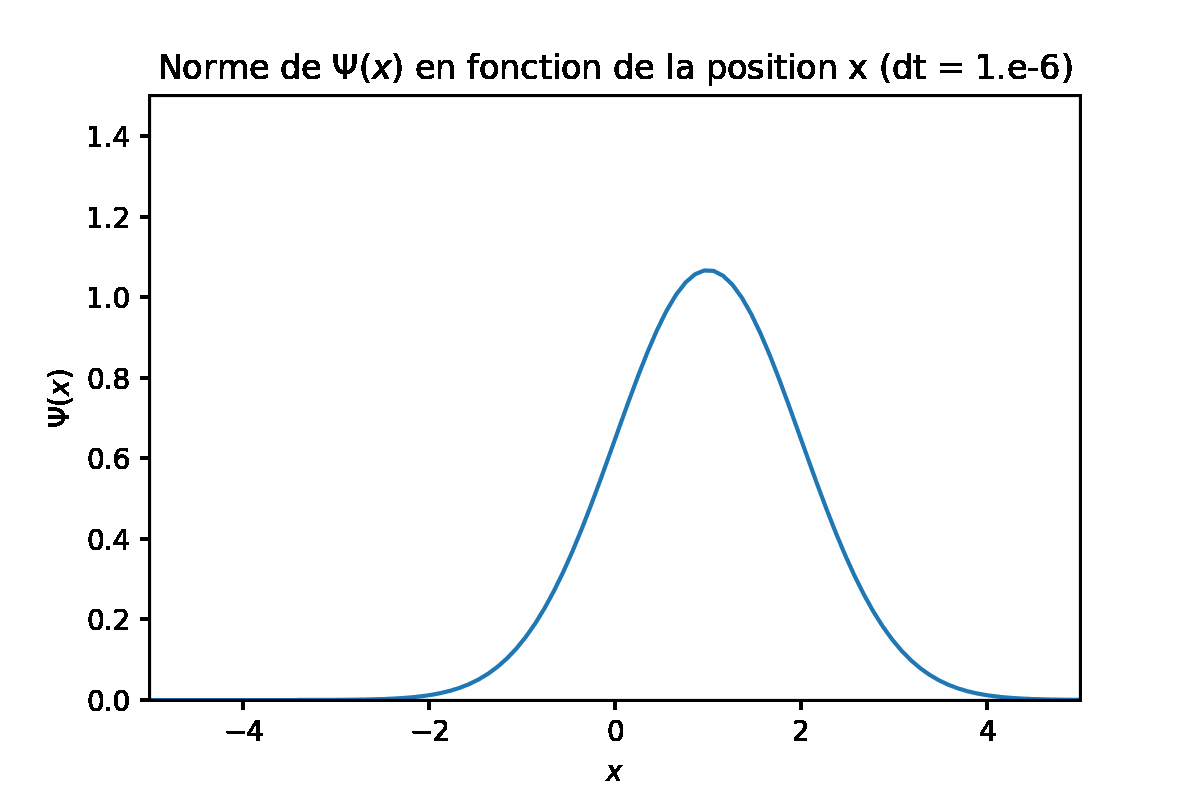 Norme de Ψ(x) en fonction de la position x (dt = 1.e-6)
1.4
1.2
1.0
0.8
0.6
0.4
0.2
0.0
Ψ(x)
−4 −2 0 2 4
x